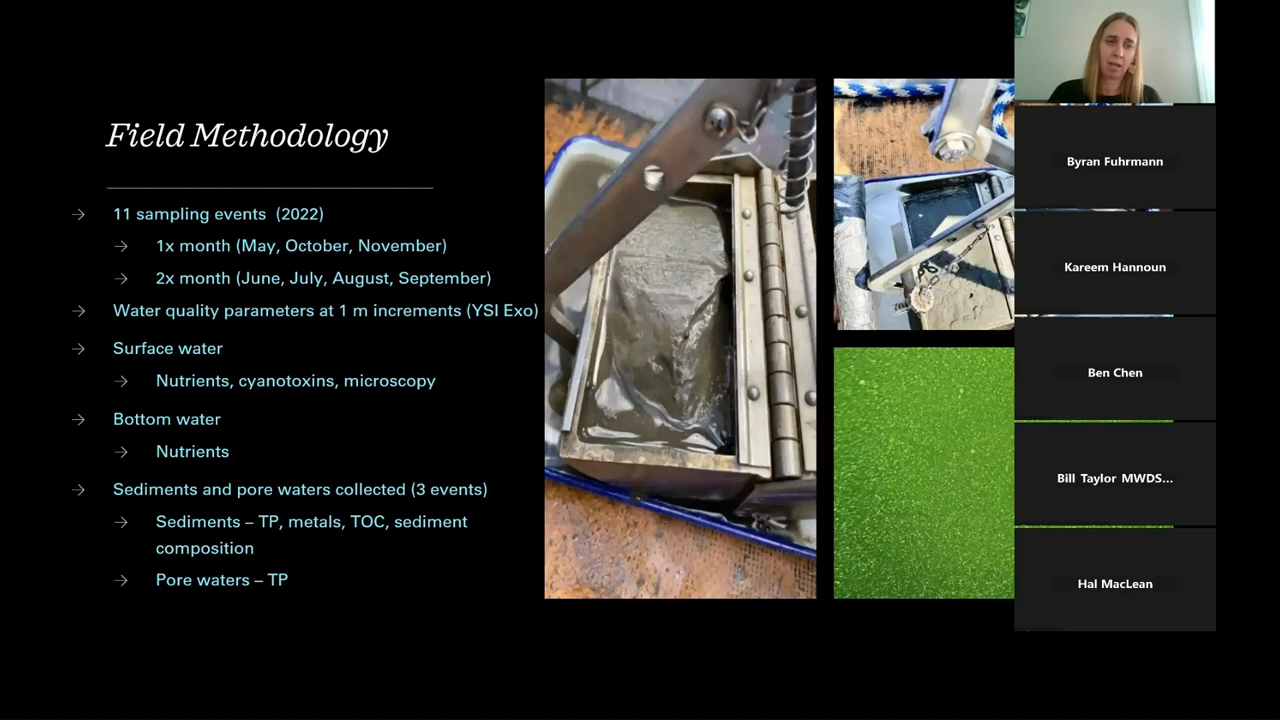 Field Methodology
→ 11 sampling events (2022)
→ 1x month (May, October, November)
→ 2x month (June, July, August, September)
→ Water quality parameters at 1 m increments (YSI Exo)
→ Surface water
→ Nutrients, cyanotoxins, microscopy
→ Bottom water
→ Nutrients
→ Sediments and pore waters collected (3 events)
→ Sediments – TP, metals, TOC, sediment
composition
→ Pore waters – TP
Byran Fuhrmann
Kareem Hannoun
Ben Chen
Bill Taylor MWDS...
Hal MacLean